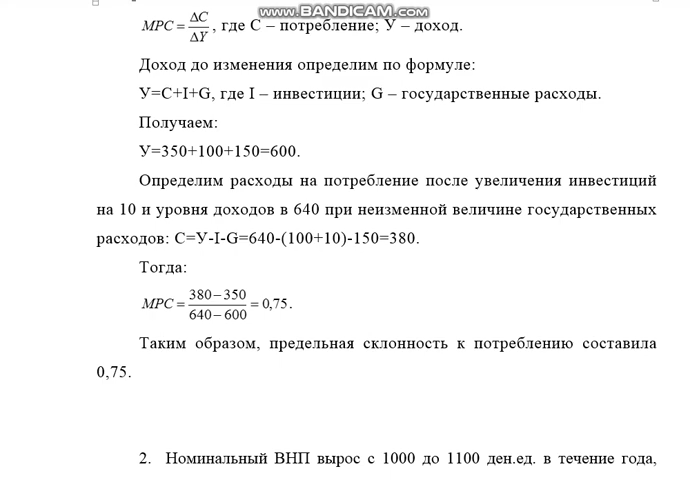 www.BANDICAM.com
MPC = ΔC/ΔY, где С – потребление; У – доход.
Доход до изменения определим по формуле:
У=С+I+G, где I – инвестиции; G – государственные расходы.
Получаем:
У=350+100+150=600.
Определим расходы на потребление после увеличения инвестиций
на 10 и уровня доходов в 640 при неизменной величине государственных
расходов: С=У-I-G=640-(100+10)-150=380.
Тогда:
MPC = (380−350)/(640−600) = 0,75.
Таким образом, предельная склонность к потреблению составила
0,75.
2. Номинальный ВНП вырос с 1000 до 1100 ден.ед. в течение года,